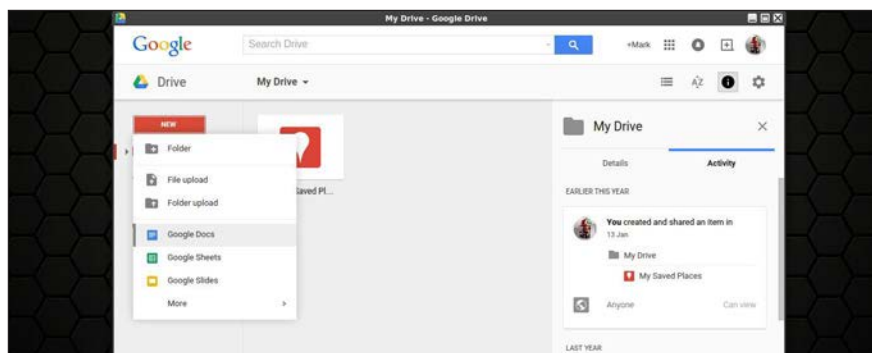 My Drive - Google Drive
Google
Search Drive
+Mark
Drive
My Drive
AZ
NEW
Folder
File upload
Folder upload
Google Docs
Google Sheets
Google Slides
More
Saved Pl...
My Drive
Details
Activity
EARLIER THIS YEAR
You created and shared an item in
13 Jan
My Drive
My Saved Places
Anyone
Can view
LAST YEAR